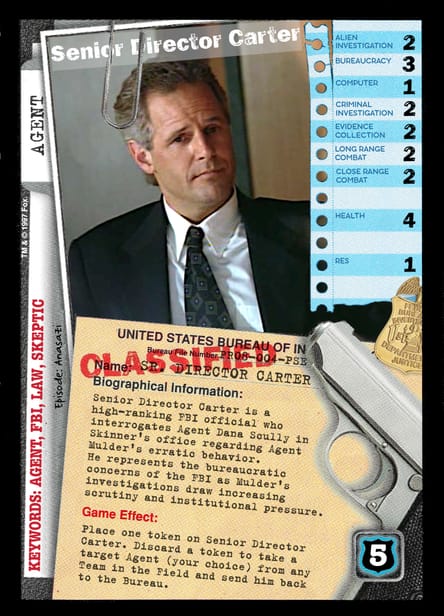 Senior Director Carter
ALIEN INVESTIGATION 2
BUREAUCRACY 3
COMPUTER 1
CRIMINAL INVESTIGATION 2
EVIDENCE COLLECTION 2
LONG RANGE COMBAT 2
CLOSE RANGE COMBAT 2
HEALTH 4
RES 1
AGENT
TM & © 1997 Fox.
KEYWORDS: AGENT, FBI, LAW, SKEPTIC
Episode: Anasazi
UNITED STATES BUREAU OF IN
Bureau File Number PR08-004-PSE
CLASSIFIED
Name: SR. DIRECTOR CARTER
Biographical Information:
Senior Director Carter is a
high-ranking FBI official who
interrogates Agent Dana Scully in
Skinner's office regarding Agent
Mulder's erratic behavior.
He represents the bureaucratic
concerns of the FBI as Mulder's
investigations draw increasing
scrutiny and institutional pressure.
Game Effect:
Place one token on Senior Director
Carter. Discard a token to take a
target Agent (your choice) from any
Team in the Field and send him back
to the Bureau.
5